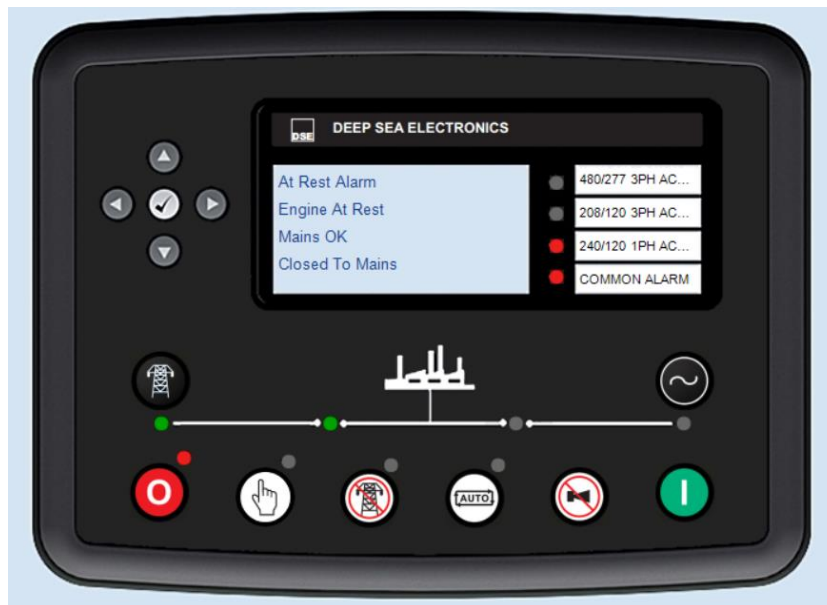 DSE
DEEP SEA ELECTRONICS
At Rest Alarm
Engine At Rest
Mains OK
Closed To Mains
480/277 3PH AC...
208/120 3PH AC...
240/120 1PH AC...
COMMON ALARM
O
AUTO
I